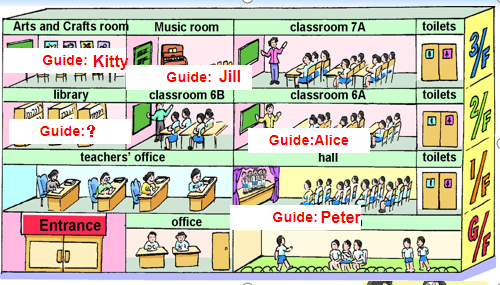 Arts and Crafts room Music room classroom 7A toilets
3/F
Guide: Kitty
Guide: Jill
library classroom 6B classroom 6A toilets
2/F
Guide:?
Guide:Alice
teachers' office hall toilets
1/F
Guide: Peter
Entrance office
G/F